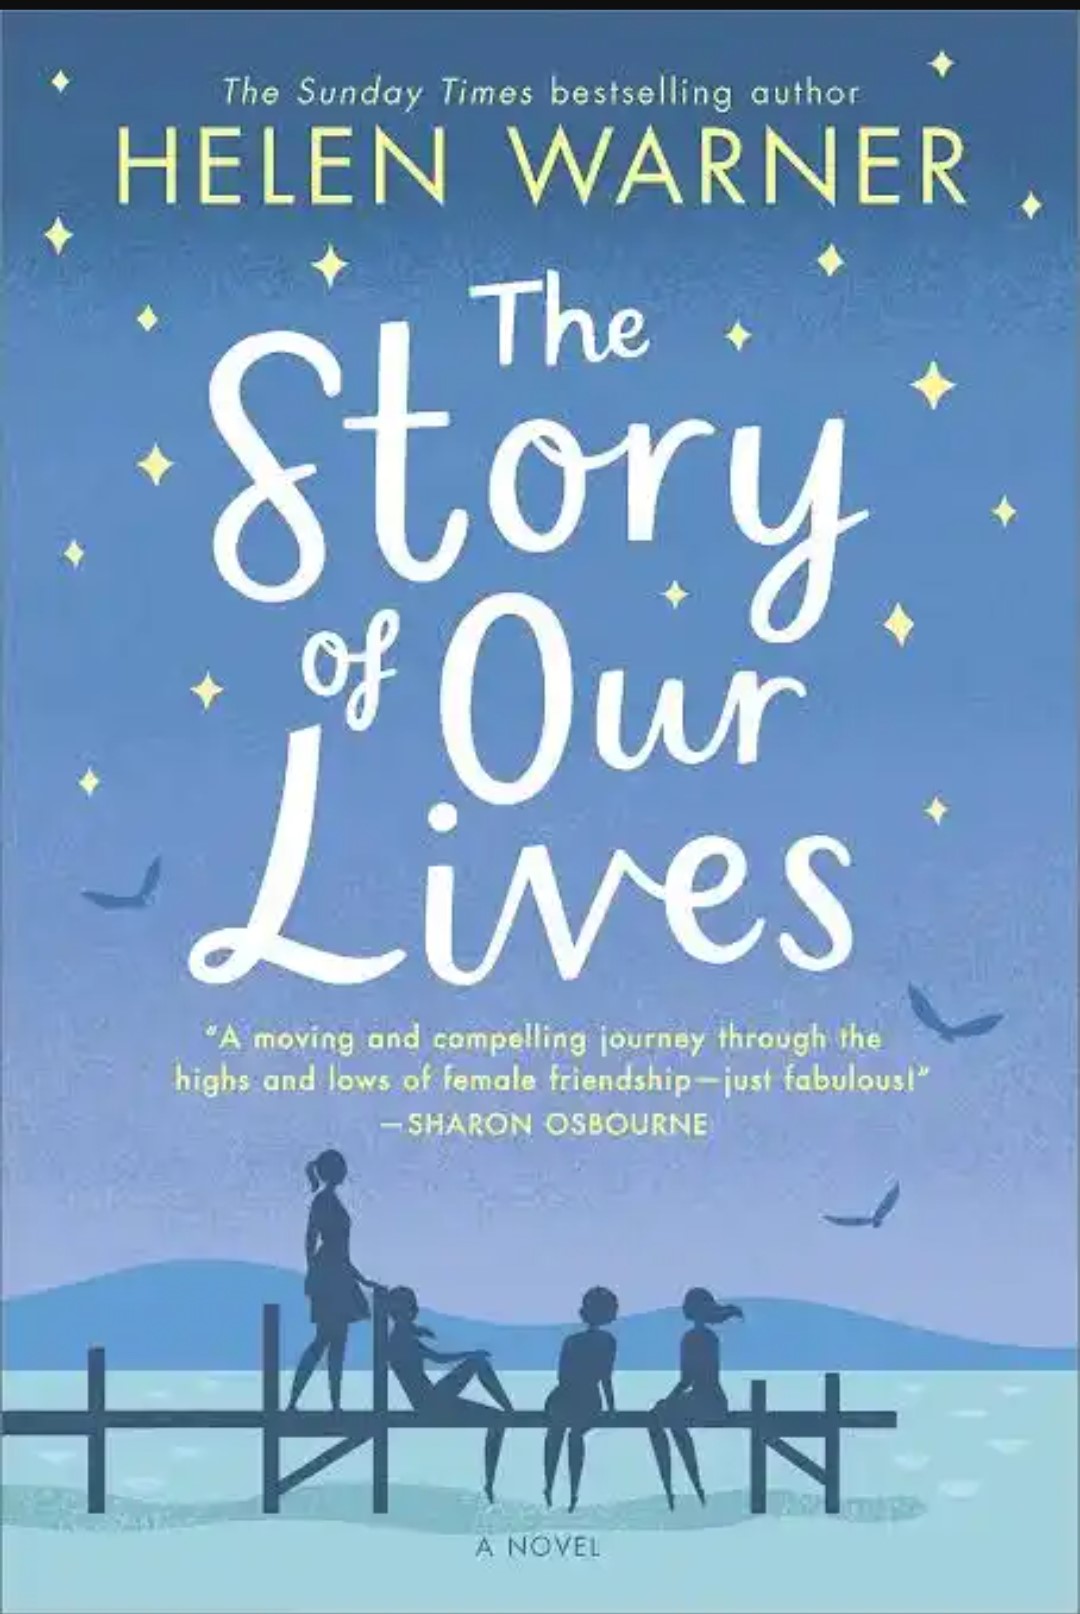 The Sunday Times bestselling author
HELEN WARNER
The
Story
of Our
Lives
“A moving and compelling journey through the
highs and lows of female friendship—just fabulous!”
—SHARON OSBOURNE
A NOVEL